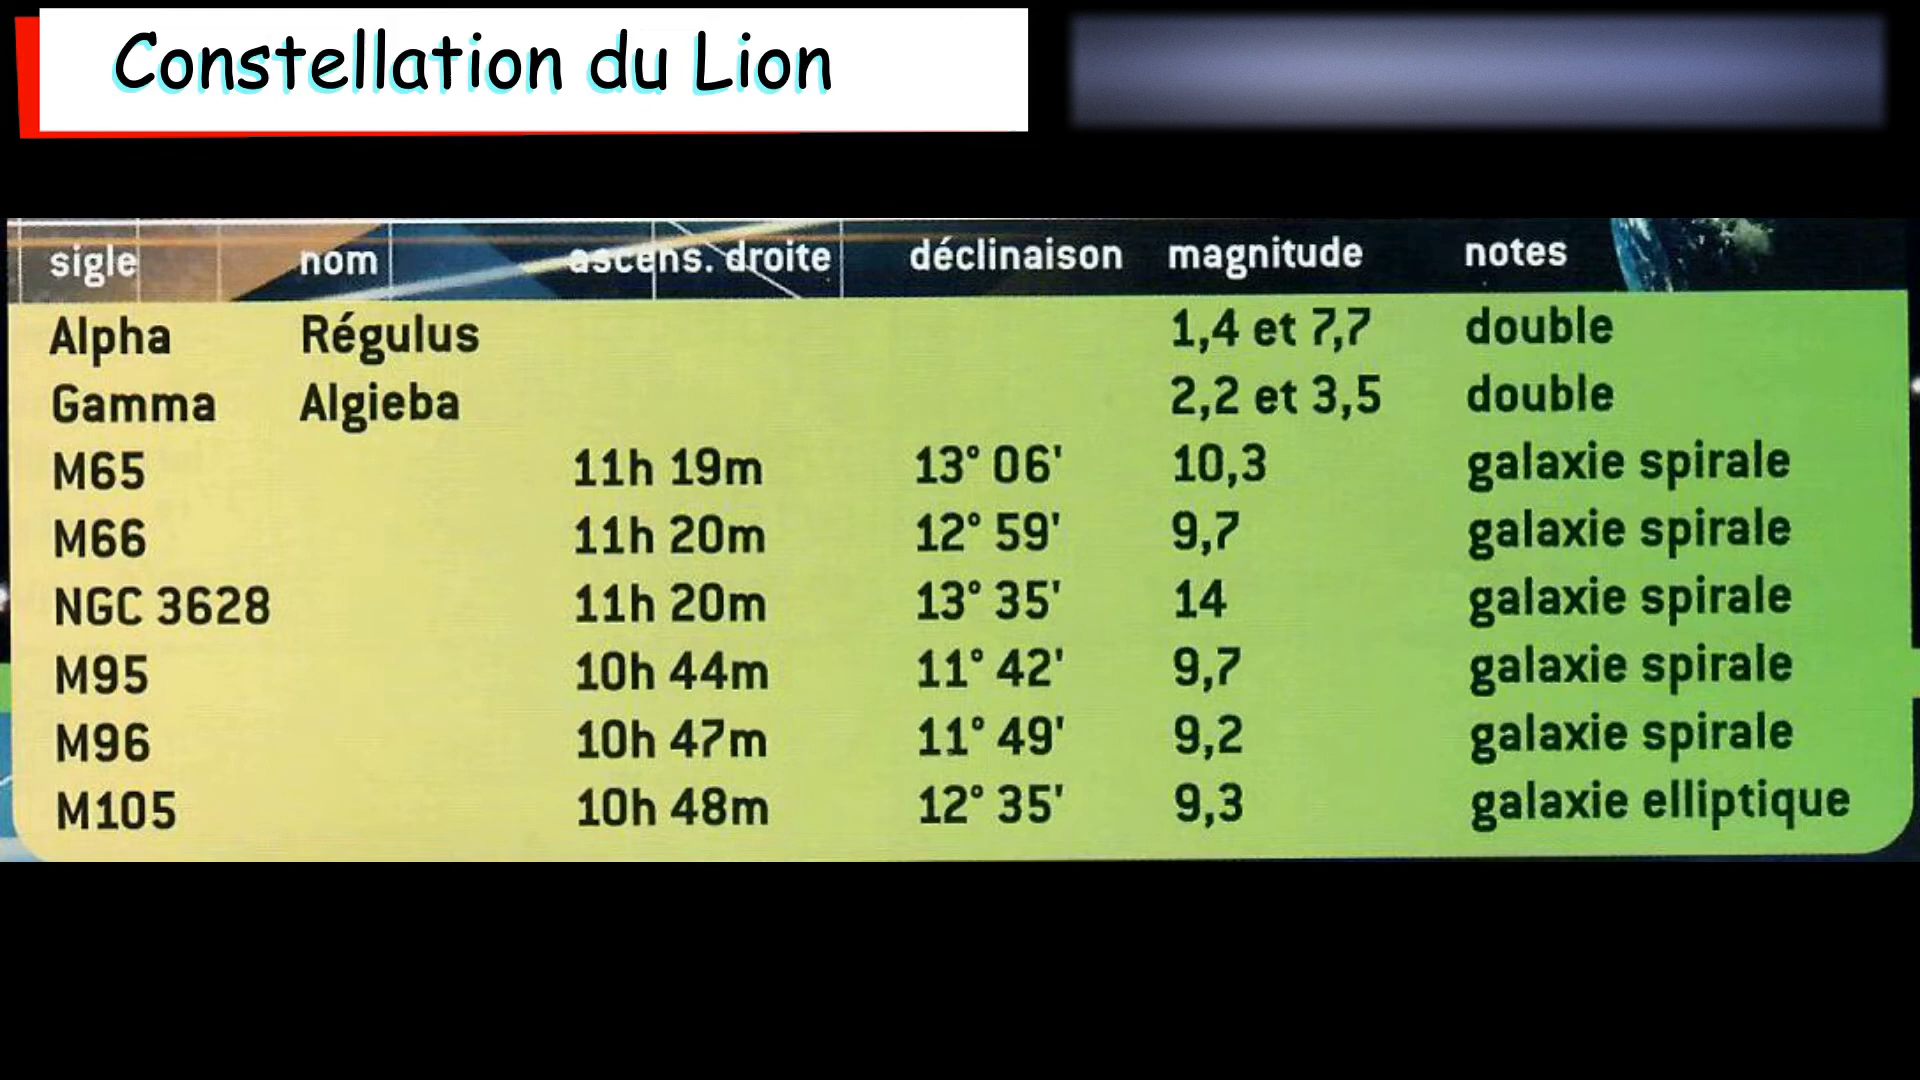 Constellation du Lion
sigle nom ascens. droite déclinaison magnitude notes
Alpha Régulus 1,4 et 7,7 double
Gamma Algieba 2,2 et 3,5 double
M65 11h 19m 13° 06' 10,3 galaxie spirale
M66 11h 20m 12° 59' 9,7 galaxie spirale
NGC 3628 11h 20m 13° 35' 14 galaxie spirale
M95 10h 44m 11° 42' 9,7 galaxie spirale
M96 10h 47m 11° 49' 9,2 galaxie spirale
M105 10h 48m 12° 35' 9,3 galaxie elliptique